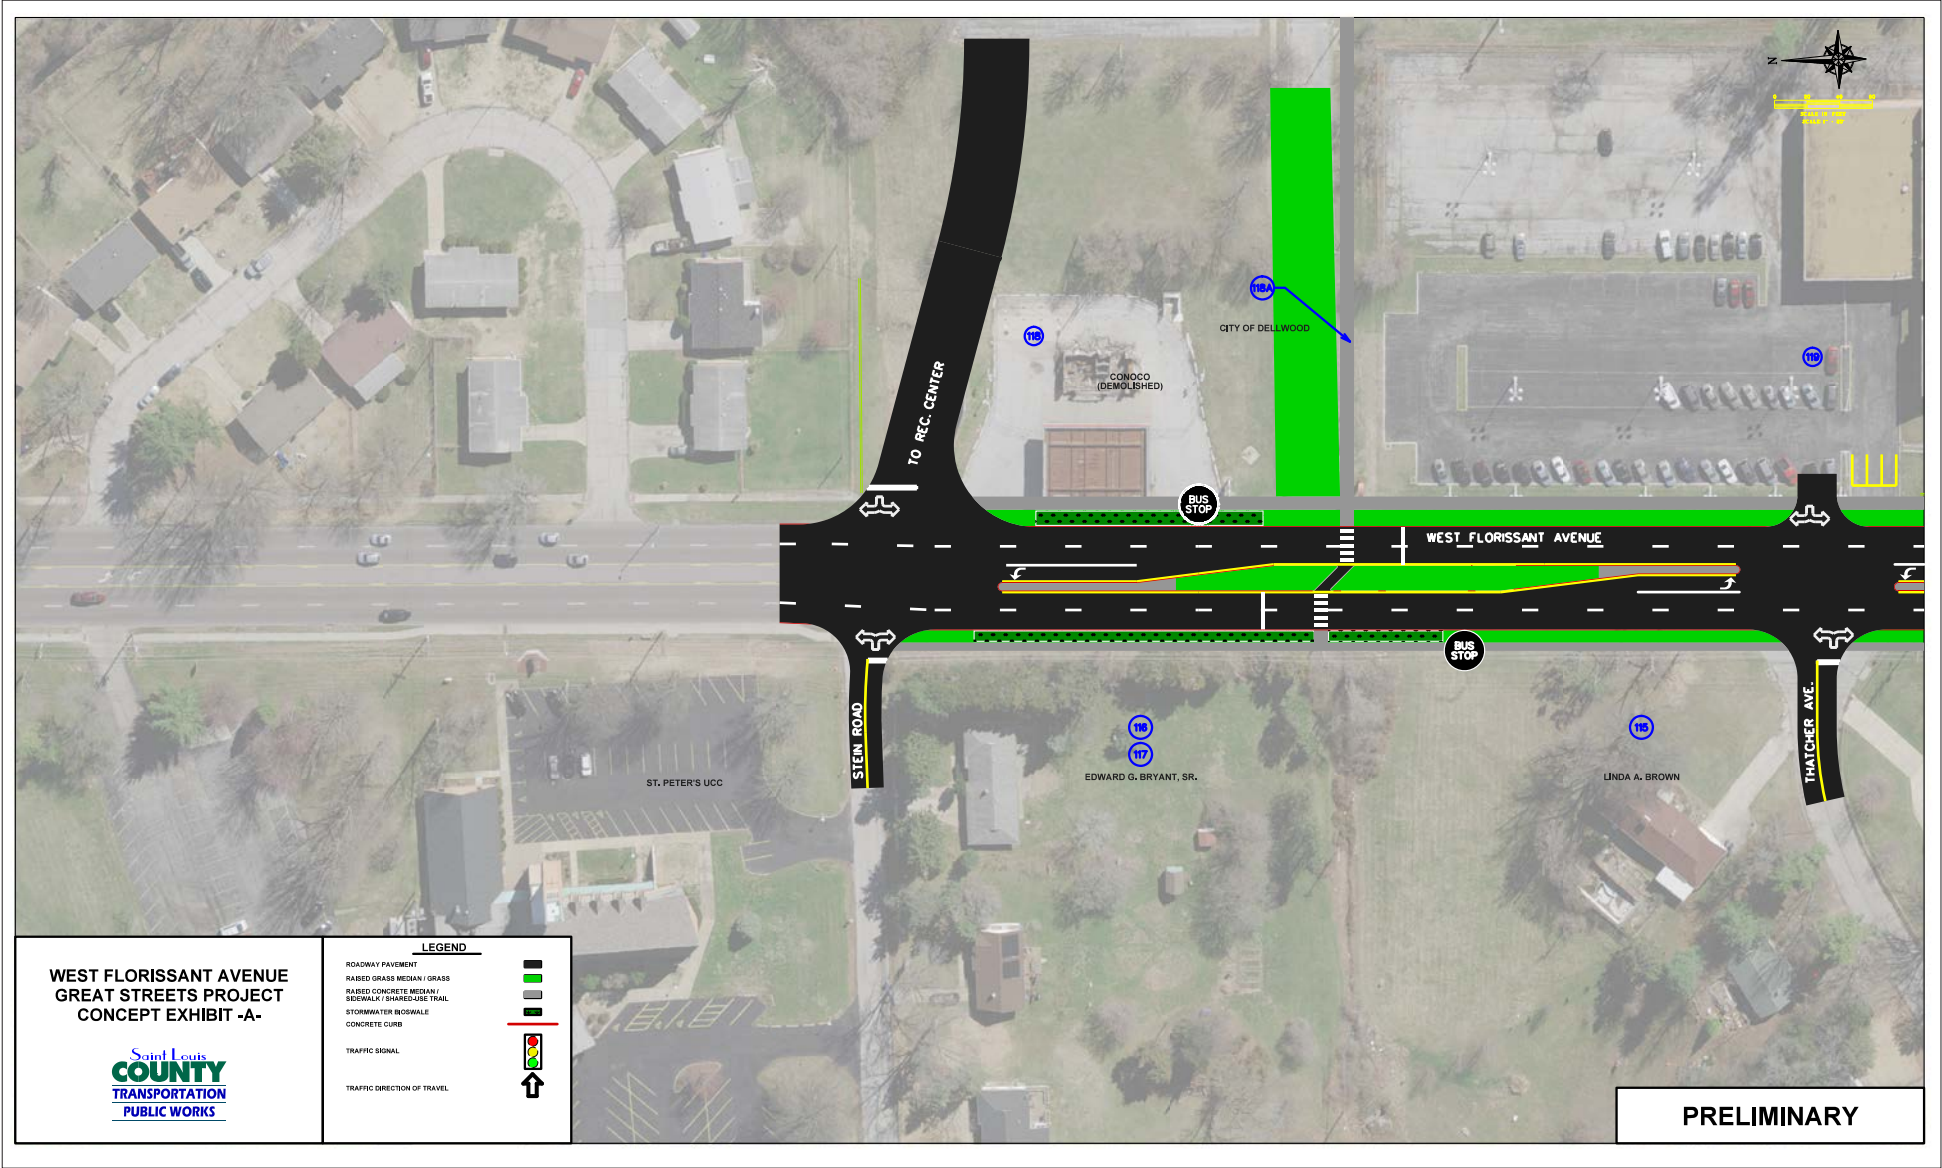 N
118A
118
CITY OF DELLWOOD
119
CONOCO
(DEMOLISHED)
TO REC. CENTER
BUS
STOP
WEST FLORISSANT AVENUE
BUS
STOP
STEIN ROAD
THATCHER AVE.
116
117
115
ST. PETER'S UCC
EDWARD G. BRYANT, SR.
LINDA A. BROWN
WEST FLORISSANT AVENUE
GREAT STREETS PROJECT
CONCEPT EXHIBIT -A-
Saint Louis
COUNTY
TRANSPORTATION
PUBLIC WORKS
LEGEND
ROADWAY PAVEMENT
RAISED GRASS MEDIAN / GRASS
RAISED CONCRETE MEDIAN /
SIDEWALK / SHARED-USE TRAIL
STORMWATER BIOSWALE
CONCRETE CURB
TRAFFIC SIGNAL
TRAFFIC DIRECTION OF TRAVEL
PRELIMINARY